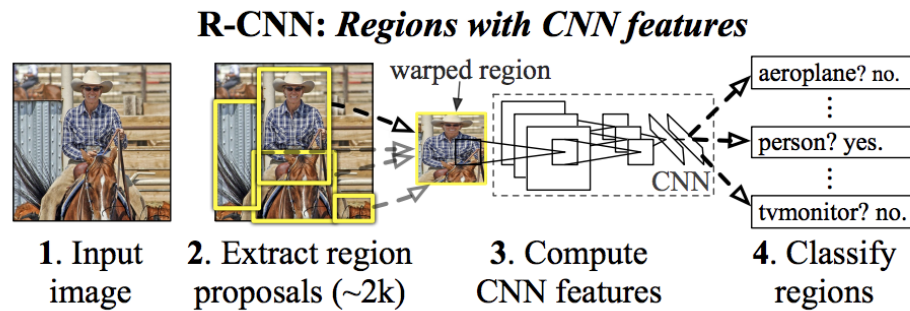 R-CNN: Regions with CNN features
warped region
aeroplane? no.
⋮
person? yes.
⋮
tvmonitor? no.
CNN
1. Input
image
2. Extract region
proposals (~2k)
3. Compute
CNN features
4. Classify
regions